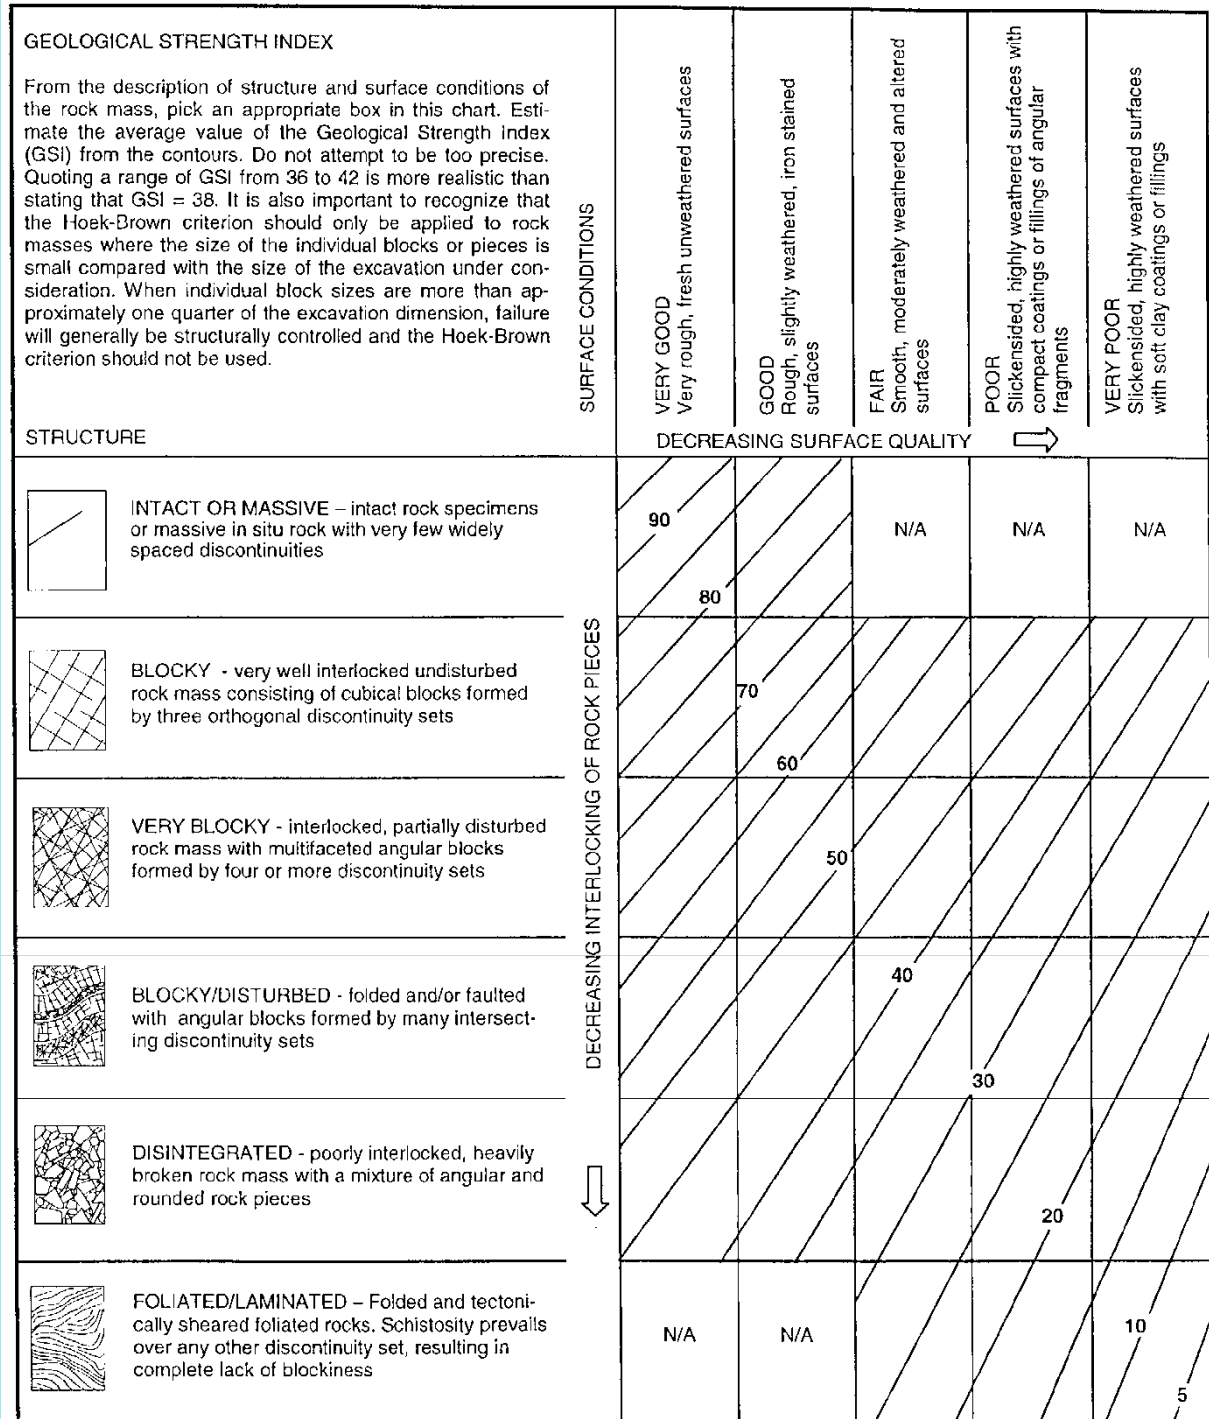 GEOLOGICAL STRENGTH INDEX
From the description of structure and surface conditions of
the rock mass, pick an appropriate box in this chart. Esti-
mate the average value of the Geological Strength Index
(GSI) from the contours. Do not attempt to be too precise.
Quoting a range of GSI from 36 to 42 is more realistic than
stating that GSI = 38. It is also important to recognize that
the Hoek-Brown criterion should only be applied to rock
masses where the size of the individual blocks or pieces is
small compared with the size of the excavation under con-
sideration. When individual block sizes are more than ap-
proximately one quarter of the excavation dimension, failure
will generally be structurally controlled and the Hoek-Brown
criterion should not be used.
STRUCTURE
SURFACE CONDITIONS
VERY GOOD
Very rough, fresh unweathered surfaces
GOOD
Rough, slightly weathered, iron stained
surfaces
FAIR
Smooth, moderately weathered and altered
surfaces
POOR
Slickensided, highly weathered surfaces with
compact coatings or fillings of angular
fragments
VERY POOR
Slickensided, highly weathered surfaces
with soft clay coatings or fillings
DECREASING SURFACE QUALITY
DECREASING INTERLOCKING OF ROCK PIECES
INTACT OR MASSIVE – intact rock specimens
or massive in situ rock with very few widely
spaced discontinuities
90
80
N/A
N/A
N/A
BLOCKY - very well interlocked undisturbed
rock mass consisting of cubical blocks formed
by three orthogonal discontinuity sets
70
60
VERY BLOCKY - interlocked, partially disturbed
rock mass with multifaceted angular blocks
formed by four or more discontinuity sets
50
BLOCKY/DISTURBED - folded and/or faulted
with angular blocks formed by many intersect-
ing discontinuity sets
40
30
DISINTEGRATED - poorly interlocked, heavily
broken rock mass with a mixture of angular and
rounded rock pieces
20
FOLIATED/LAMINATED – Folded and tectoni-
cally sheared foliated rocks. Schistosity prevails
over any other discontinuity set, resulting in
complete lack of blockiness
N/A
N/A
10
5